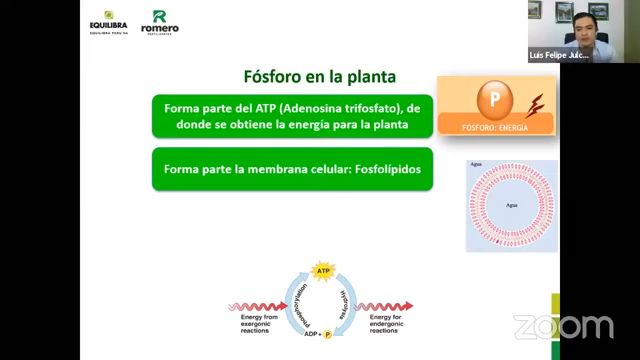 EQUILIBRA
EQUILIBRA PERU SA
romero
FERTILIZANTES
Luis Felipe Julc...
Fósforo en la planta
Forma parte del ATP (Adenosina trifosfato), de
donde se obtiene la energía para la planta
P
FÓSFORO: ENERGÍA
Forma parte la membrana celular: Fosfolípidos
Agua
Agua
ATP
Phosphorylation
Hydrolysis
Energy from
exergonic
reactions
Energy for
endergonic
reactions
ADP + P
zoom